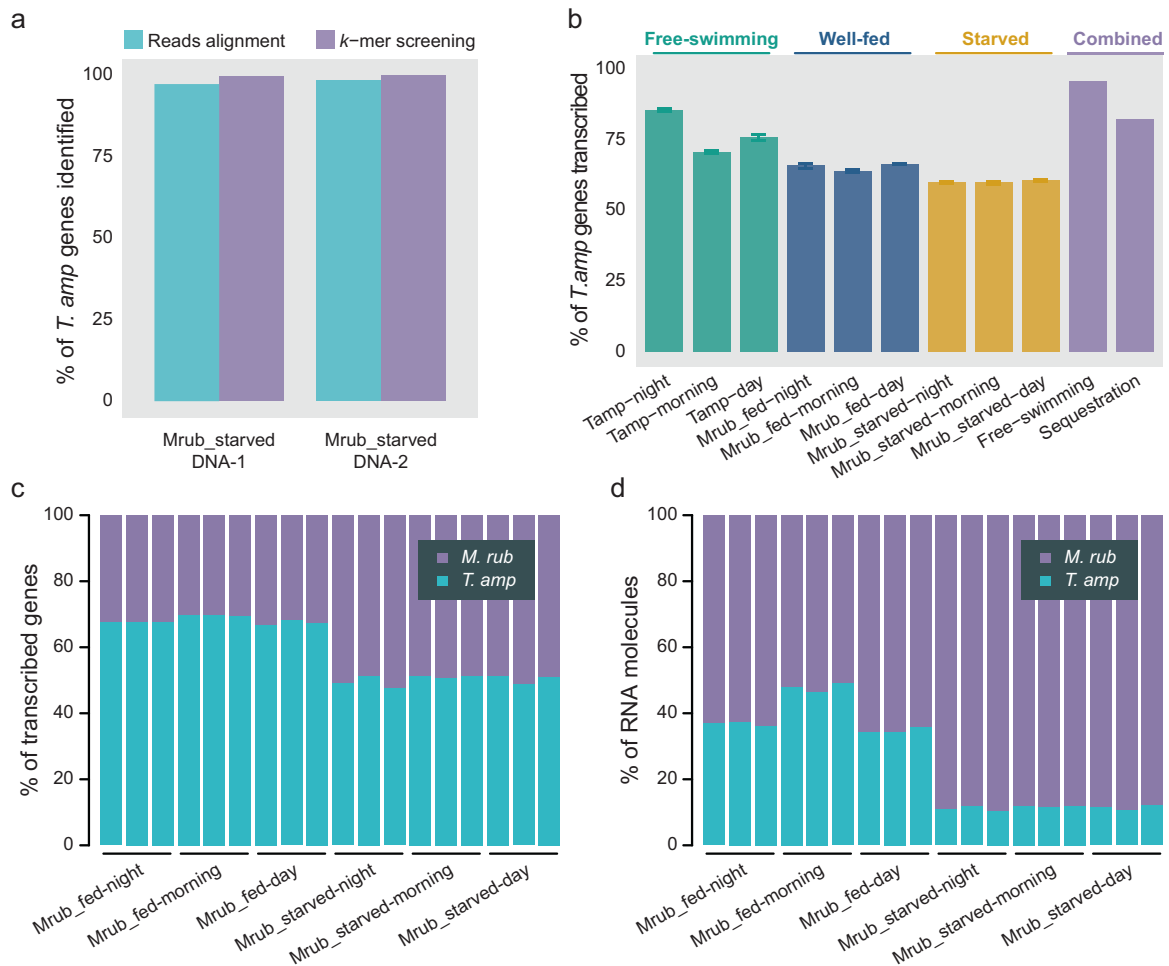 a
Reads alignment
k−mer screening
% of T. amp genes identified
100
75
50
25
0
Mrub_starved
DNA-1
Mrub_starved
DNA-2
b
Free-swimming
Well-fed
Starved
Combined
% of T.amp genes transcribed
100
75
50
25
0
Tamp−night
Tamp−morning
Tamp−day
Mrub_fed−night
Mrub_fed−morning
Mrub_fed−day
Mrub_starved−night
Mrub_starved−morning
Mrub_starved−day
Free−swimming
Sequestration
c
% of transcribed genes
100
80
60
40
20
0
M. rub
T. amp
Mrub_fed-night
Mrub_fed-morning
Mrub_fed-day
Mrub_starved-night
Mrub_starved-morning
Mrub_starved-day
d
% of RNA molecules
100
80
60
40
20
0
M. rub
T. amp
Mrub_fed-night
Mrub_fed-morning
Mrub_fed-day
Mrub_starved-night
Mrub_starved-morning
Mrub_starved-day